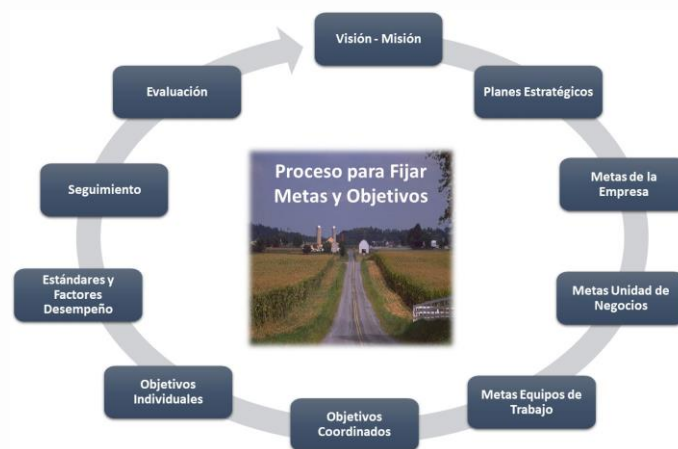 Visión - Misión
Planes Estratégicos
Metas de la
Empresa
Metas Unidad de
Negocios
Metas Equipos de
Trabajo
Objetivos
Coordinados
Objetivos
Individuales
Estándares y
Factores
Desempeño
Seguimiento
Evaluación
Proceso para Fijar
Metas y Objetivos